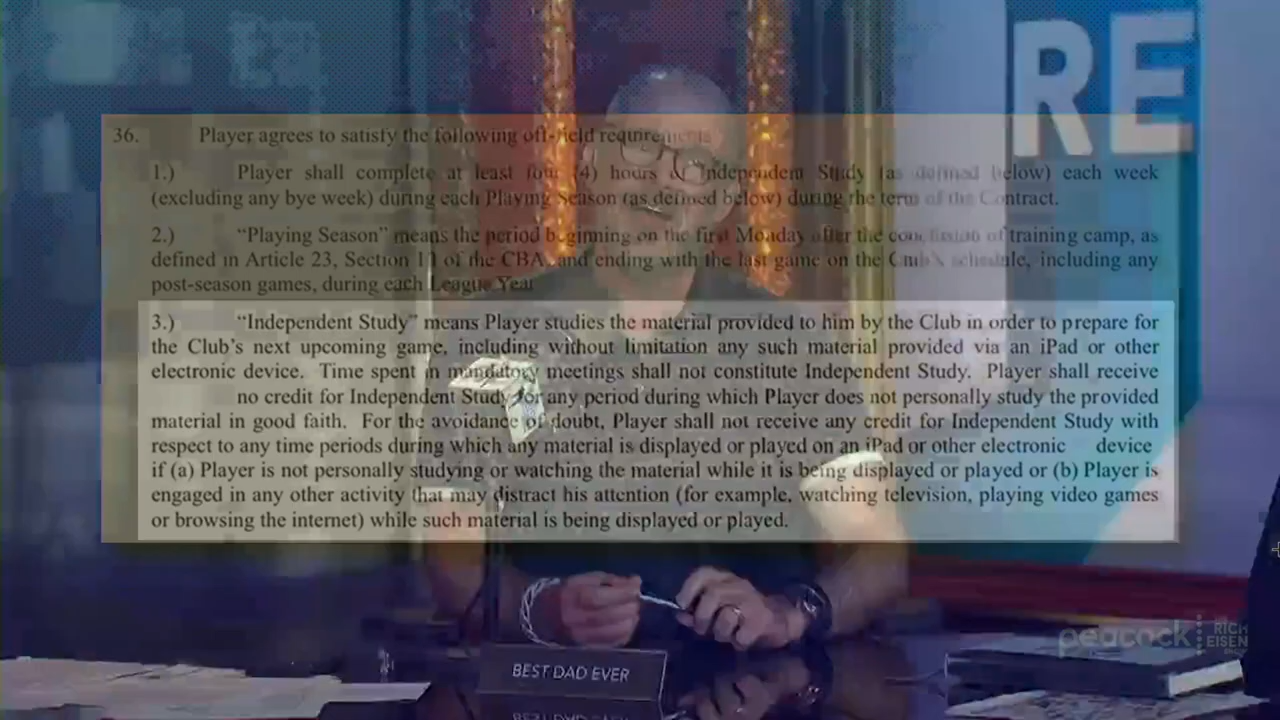 RE
36. Player agrees to satisfy the following off-field requirements
1.) Player shall complete at least four (4) hours of Independent Study (as defined below) each week
(excluding any bye week) during each Playing Season (as defined below) during the term of the Contract.
2.) “Playing Season” means the period beginning on the first Monday after the conclusion of training camp, as
defined in Article 23, Section 10 of the CBA, and ending with the last game on the Club's schedule, including any
post-season games, during each League Year
3.) “Independent Study” means Player studies the material provided to him by the Club in order to prepare for
the Club’s next upcoming game, including without limitation any such material provided via an iPad or other
electronic device. Time spent in mandatory meetings shall not constitute Independent Study. Player shall receive
no credit for Independent Study for any period during which Player does not personally study the provided
material in good faith. For the avoidance of doubt, Player shall not receive any credit for Independent Study with
respect to any time periods during which any material is displayed or played on an iPad or other electronic device
if (a) Player is not personally studying or watching the material while it is being displayed or played or (b) Player is
engaged in any other activity that may distract his attention (for example, watching television, playing video games
or browsing the internet) while such material is being displayed or played.
peacock
RICH
EISEN
SHOW
BEST DAD EVER